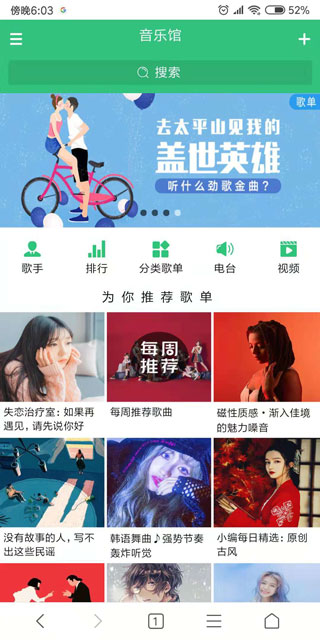 傍晚6:03
52%
音乐馆
搜索
歌单
去太平山见我的
盖世英雄
听什么劲歌金曲?
歌手 排行 分类歌单 电台 视频
为你推荐歌单
每周
推荐
失恋治疗室:如果再
遇见,请先说你好
每周推荐歌曲
磁性质感·渐入佳境
的魅力嗓音
没有故事的人,写不
出这些民谣
韩语舞曲♪强势节奏
轰炸听觉
小编每日精选:原创
古风
1